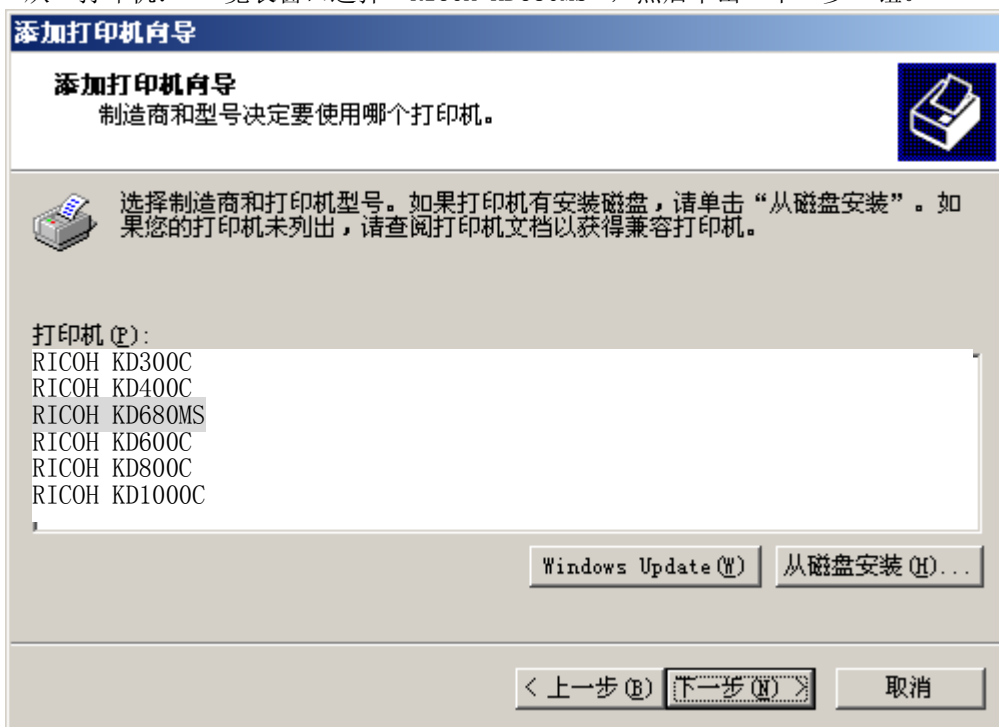 添加打印机向导
添加打印机向导
制造商和型号决定要使用哪个打印机。
选择制造商和打印机型号。如果打印机有安装磁盘，请单击“从磁盘安装”。如
果您的打印机未列出，请查阅打印机文档以获得兼容打印机。
打印机(P):
RICOH KD300C
RICOH KD400C
RICOH KD680MS
RICOH KD600C
RICOH KD800C
RICOH KD1000C
Windows Update(W) 从磁盘安装(H)...
< 上一步(B) 下一步(N) > 取消